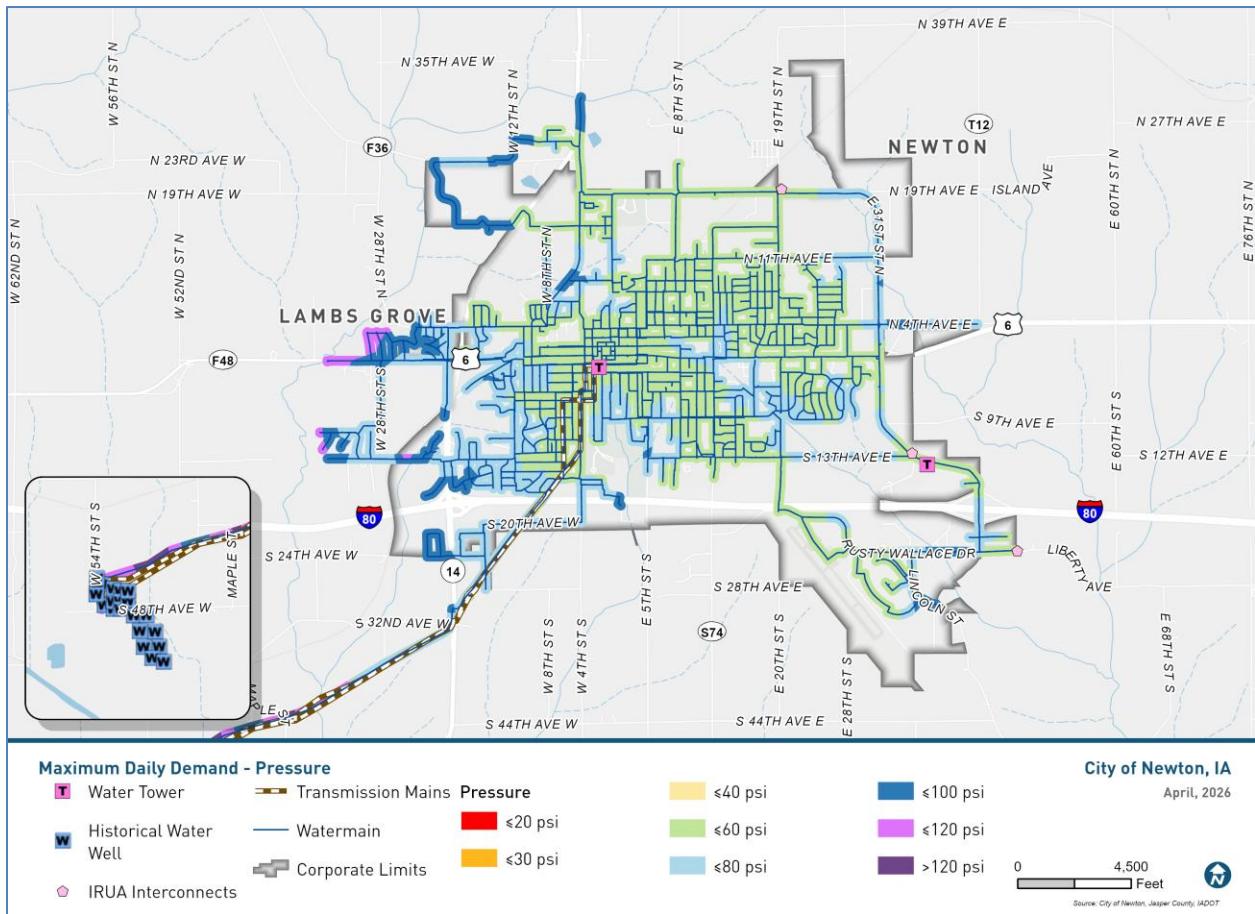 N 39TH AVE E
W 56TH ST N
N 35TH AVE W
W 12TH ST N
E 8TH ST N
E 19TH ST N
T12
F36
NEWTON
N 27TH AVE E
N 23RD AVE W
N 19TH AVE W
N 19TH AVE E
ISLAND AVE
E 60TH ST N
E 76TH ST N
W 62ND ST N
W 52ND ST N
W 28TH ST N
W 8TH ST N
E 31ST ST N
N 11TH AVE E
LAMBS GROVE
N 4TH AVE E
6
F48
6
T
W 28TH ST S
S 9TH AVE E
E 60TH ST S
S 13TH AVE E
T
S 12TH AVE E
80
80
S 20TH AVE W
S 24TH AVE W
RUSTY WALLACE DR
LIBERTY AVE
LINCOLN ST
14
E 5TH ST S
S 28TH AVE E
S 32ND AVE W
S74
W 8TH ST S
W 4TH ST S
E 20TH ST S
E 28TH ST S
E 68TH ST S
S 44TH AVE W
S 44TH AVE E
W 54TH ST S
MAPLE ST
S 48TH AVE W
W
Maximum Daily Demand - Pressure
T Water Tower
W Historical Water
Well
IRUA Interconnects
Transmission Mains
Watermain
Corporate Limits
Pressure
≤20 psi
≤30 psi
≤40 psi
≤60 psi
≤80 psi
≤100 psi
≤120 psi
>120 psi
City of Newton, IA
April, 2026
0 4,500
Feet
N
Source: City of Newton, Jasper County, IADOT